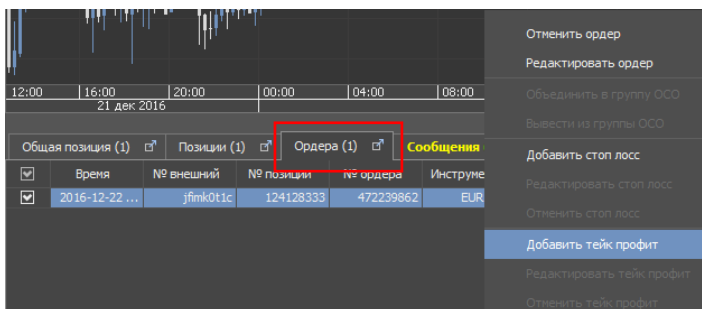 12:00 16:00 20:00 00:00 04:00 08:00
21 дек 2016
Общая позиция (1) Позиции (1) Ордера (1) Сообщения
Время № внешний № позиции № ордера Инструме
2016-12-22 ... jfimk0t1c 124128333 472239862 EUR
Отменить ордер
Редактировать ордер
Объединить в группу ОСО
Вывести из группы ОСО
Добавить стоп лосс
Редактировать стоп лосс
Отменить стоп лосс
Добавить тейк профит
Редактировать тейк профит
Отменить тейк профит